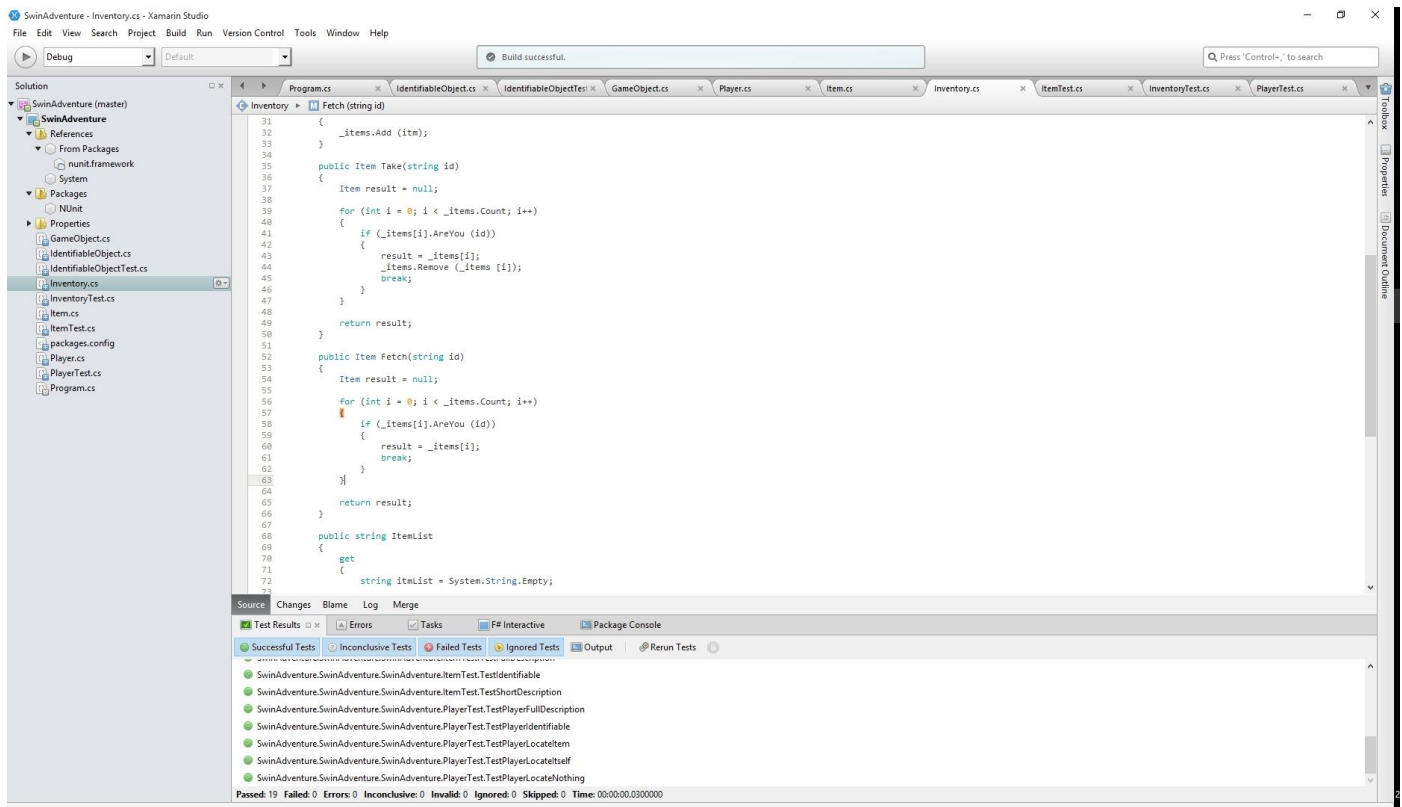 SwinAdventure - Inventory.cs - Xamarin Studio
File Edit View Search Project Build Run Version Control Tools Window Help
Debug Default Build successful. Press 'Control+,' to search
Solution
SwinAdventure (master)
SwinAdventure
References
From Packages
nunit.framework
System
Packages
NUnit
Properties
GameObject.cs
IdentifiableObject.cs
IdentifiableObjectTest.cs
Inventory.cs
InventoryTest.cs
Item.cs
ItemTest.cs
packages.config
Player.cs
PlayerTest.cs
Program.cs
Program.cs IdentifiableObject.cs IdentifiableObjectTes GameObject.cs Player.cs Item.cs Inventory.cs ItemTest.cs InventoryTest.cs PlayerTest.cs
Inventory Fetch (string id)
31 {
32 _items.Add (itm);
33 }
34
35 public Item Take(string id)
36 {
37 Item result = null;
38
39 for (int i = 0; i < _items.Count; i++)
40 {
41 if (_items[i].AreYou (id))
42 {
43 result = _items[i];
44 _items.Remove (_items [i]);
45 break;
46 }
47 }
48
49 return result;
50 }
51
52 public Item Fetch(string id)
53 {
54 Item result = null;
55
56 for (int i = 0; i < _items.Count; i++)
57 {
58 if (_items[i].AreYou (id))
59 {
60 result = _items[i];
61 break;
62 }
63 }
64
65 return result;
66 }
67
68 public string ItemList
69 {
70 get
71 {
72 string itmList = System.String.Empty;
73
Toolbox
Properties
Document Outline
Source Changes Blame Log Merge
Test Results Errors Tasks F# Interactive Package Console
Successful Tests Inconclusive Tests Failed Tests Ignored Tests Output Rerun Tests
SwinAdventure.SwinAdventure.SwinAdventure.ItemTest.TestFullDescription
SwinAdventure.SwinAdventure.SwinAdventure.ItemTest.TestIdentifiable
SwinAdventure.SwinAdventure.SwinAdventure.ItemTest.TestShortDescription
SwinAdventure.SwinAdventure.SwinAdventure.PlayerTest.TestPlayerFullDescription
SwinAdventure.SwinAdventure.SwinAdventure.PlayerTest.TestPlayerIdentifiable
SwinAdventure.SwinAdventure.SwinAdventure.PlayerTest.TestPlayerLocateItem
SwinAdventure.SwinAdventure.SwinAdventure.PlayerTest.TestPlayerLocateItself
SwinAdventure.SwinAdventure.SwinAdventure.PlayerTest.TestPlayerLocateNothing
Passed: 19 Failed: 0 Errors: 0 Inconclusive: 0 Invalid: 0 Ignored: 0 Skipped: 0 Time: 00:00:00.0300000